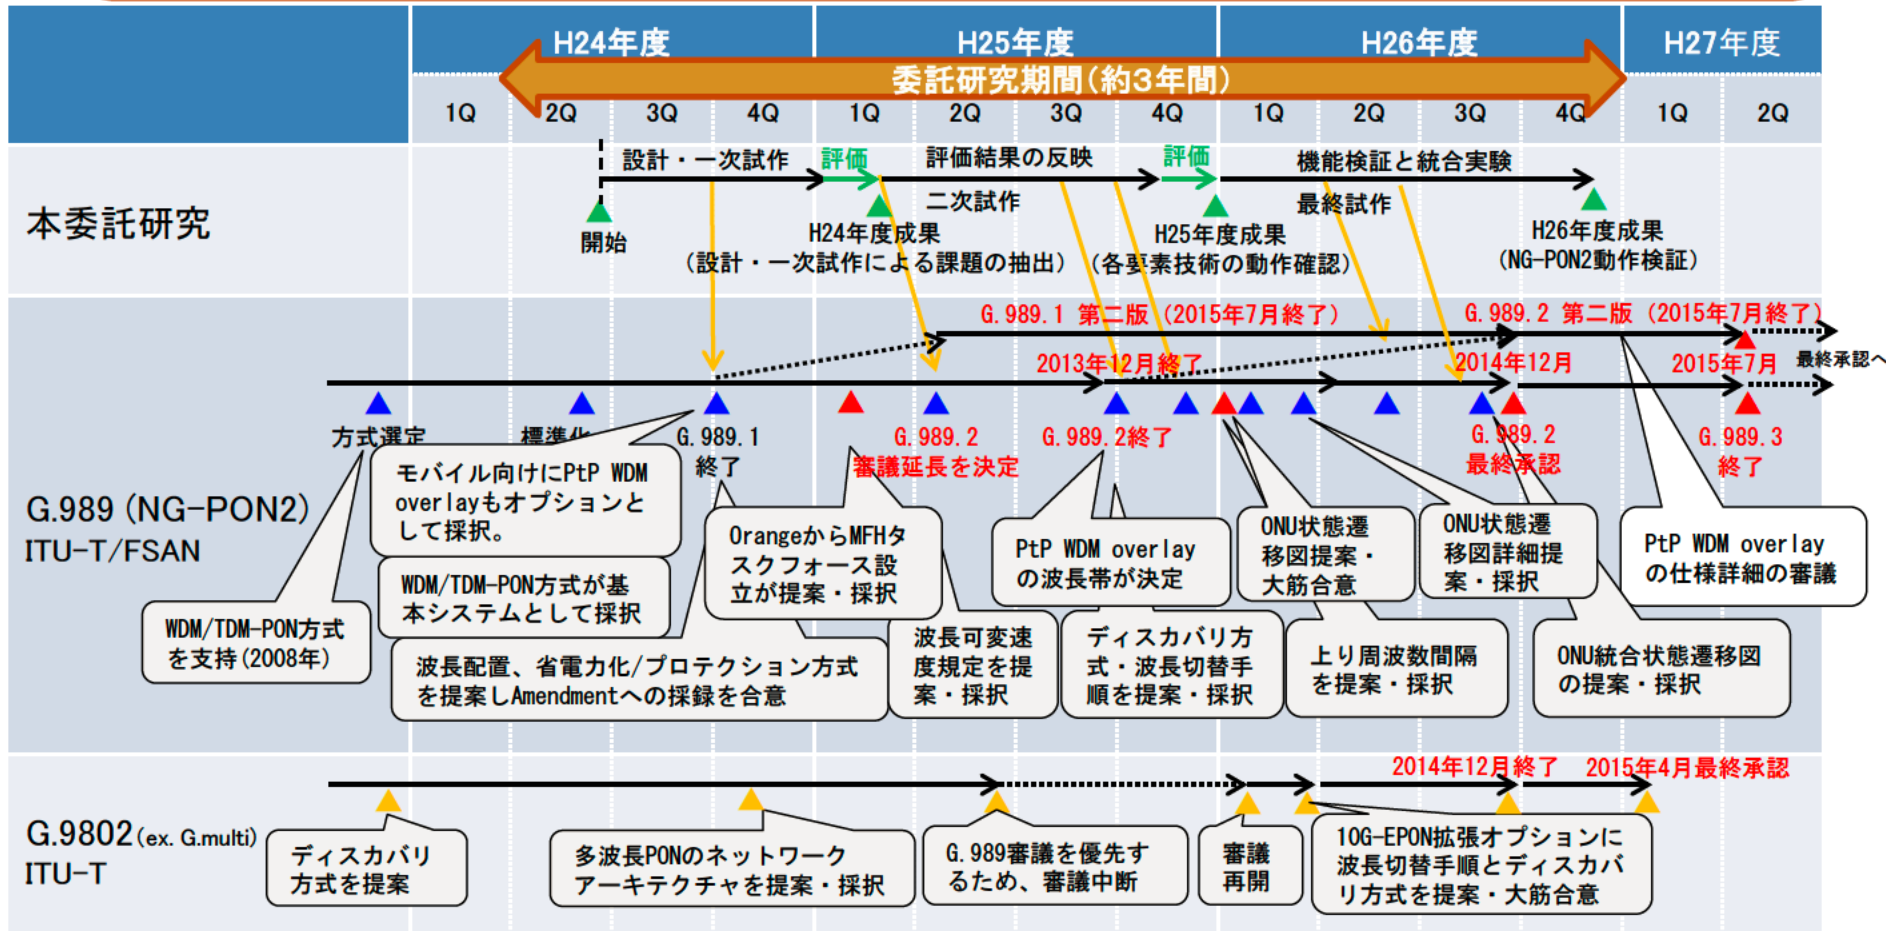 H24年度
H25年度
H26年度
H27年度
委託研究期間(約3年間)
1Q
2Q
3Q
4Q
1Q
2Q
3Q
4Q
1Q
2Q
3Q
4Q
1Q
2Q
本委託研究
設計・一次試作
評価
評価結果の反映
二次試作
評価
機能検証と統合実験
最終試作
開始
H24年度成果
(設計・一次試作による課題の抽出)
H25年度成果
(各要素技術の動作確認)
H26年度成果
(NG-PON2動作検証)
G.989 (NG-PON2)
ITU-T/FSAN
G.989.1 第二版 (2015年7月終了)
G.989.2 第二版 (2015年7月終了)
2013年12月終了
2014年12月
2015年7月
最終承認へ
方式選定
標準化
G.989.1
終了
G.989.2
審議延長を決定
G.989.2終了
G.989.2
最終承認
G.989.3
終了
モバイル向けにPtP WDM
overlayもオプションと
して採択。
WDM/TDM-PON方式が基
本システムとして採択
WDM/TDM-PON方式
を支持(2008年)
波長配置、省電力化/プロテクション方式
を提案しAmendmentへの採録を合意
OrangeからMFHタ
スクフォース設
立が提案・採択
波長可変速
度規定を提
案・採択
PtP WDM overlay
の波長帯が決定
ディスカバリ方
式・波長切替手
順を提案・採択
ONU状態遷
移図提案・
大筋合意
上り周波数間隔
を提案・採択
ONU状態遷
移図詳細提
案・採択
ONU統合状態遷移図
の提案・採択
PtP WDM overlay
の仕様詳細の審議
G.9802(ex. G.multi)
ITU-T
2014年12月終了
2015年4月最終承認
ディスカバリ
方式を提案
多波長PONのネットワーク
アーキテクチャを提案・採択
G.989審議を優先す
るため、審議中断
審議
再開
10G-EPON拡張オプションに
波長切替手順とディスカバ
リ方式を提案・大筋合意